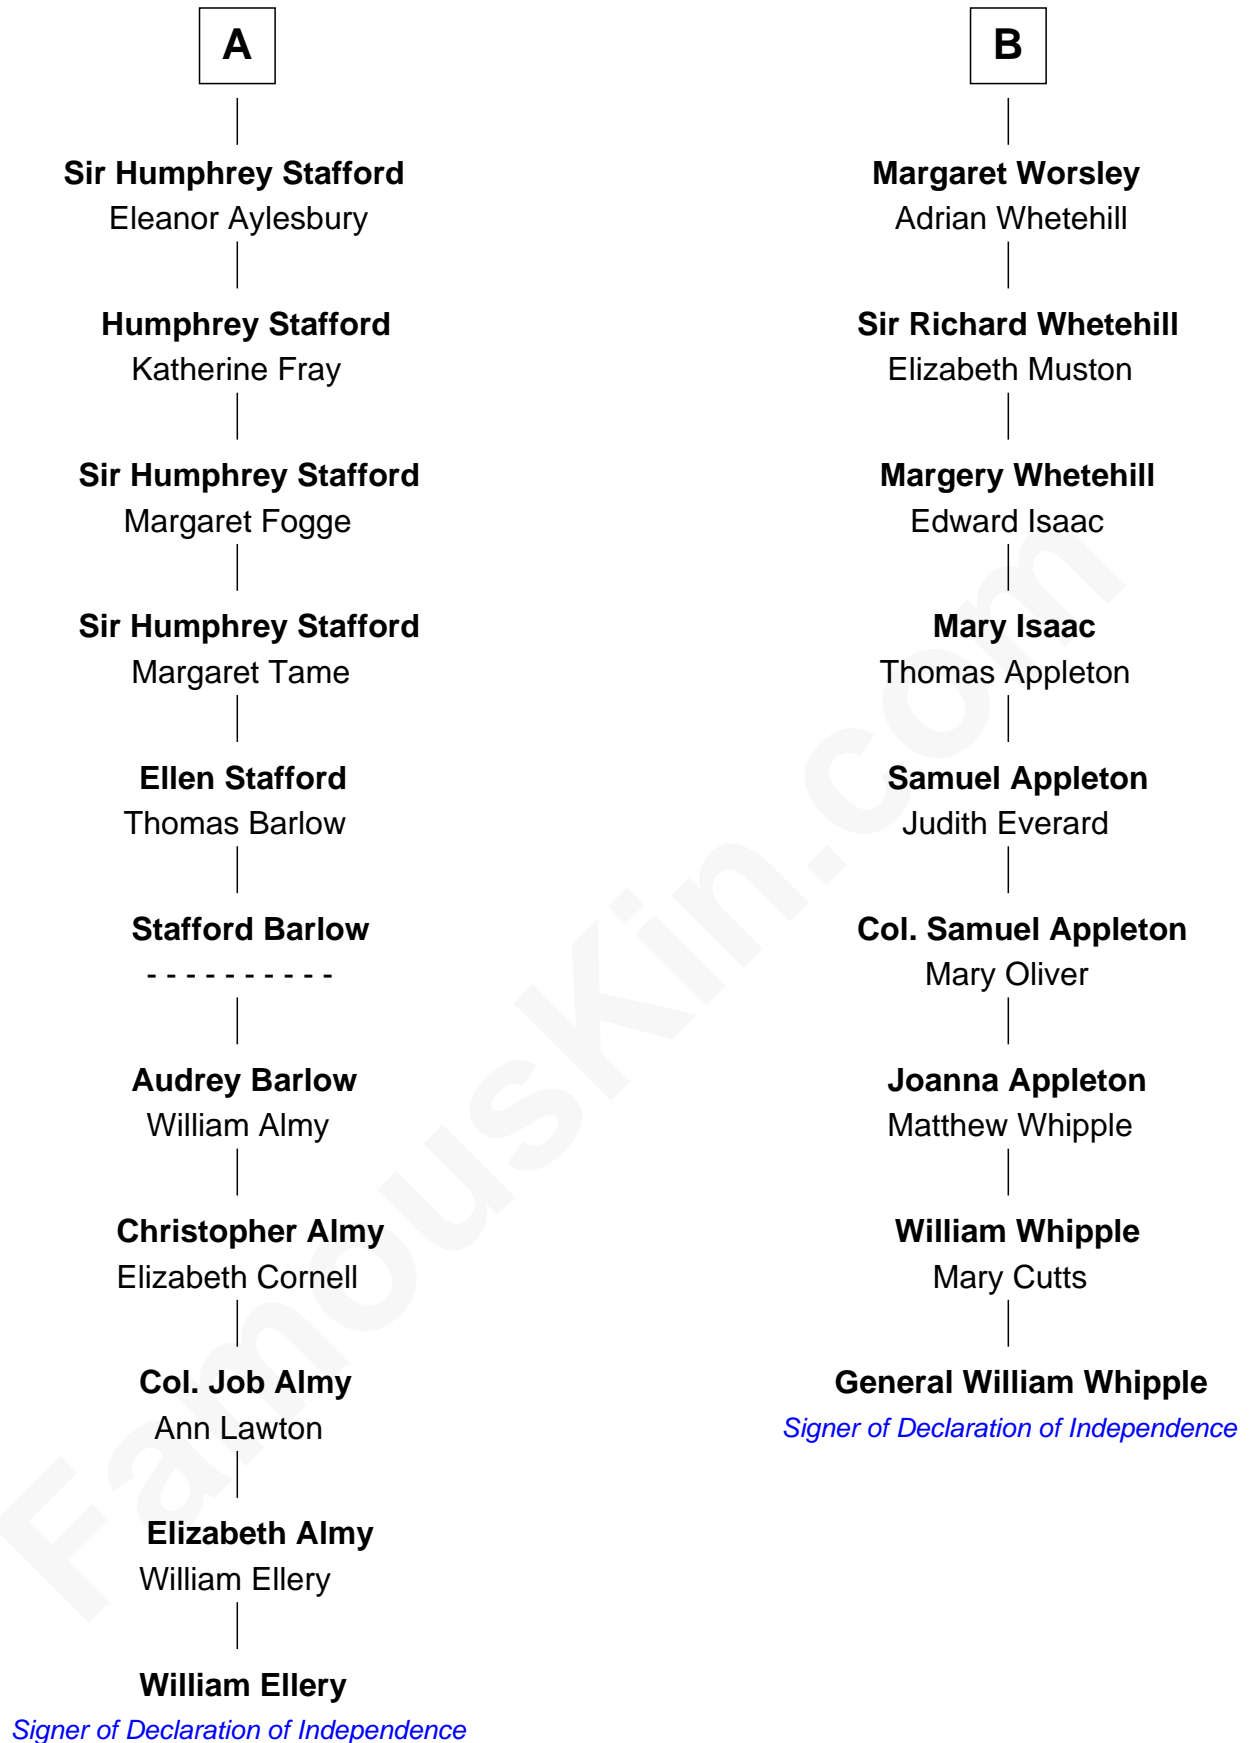 A
Sir Humphrey Stafford
Eleanor Aylesbury
Humphrey Stafford
Katherine Fray
Sir Humphrey Stafford
Margaret Fogge
Sir Humphrey Stafford
Margaret Tame
Ellen Stafford
Thomas Barlow
Stafford Barlow
- - - - - - - - - -
Audrey Barlow
William Almy
Christopher Almy
Elizabeth Cornell
Col. Job Almy
Ann Lawton
Elizabeth Almy
William Ellery
William Ellery
Signer of Declaration of Independence
B
Margaret Worsley
Adrian Whetehill
Sir Richard Whetehill
Elizabeth Muston
Margery Whetehill
Edward Isaac
Mary Isaac
Thomas Appleton
Samuel Appleton
Judith Everard
Col. Samuel Appleton
Mary Oliver
Joanna Appleton
Matthew Whipple
William Whipple
Mary Cutts
General William Whipple
Signer of Declaration of Independence
FamousKin.com